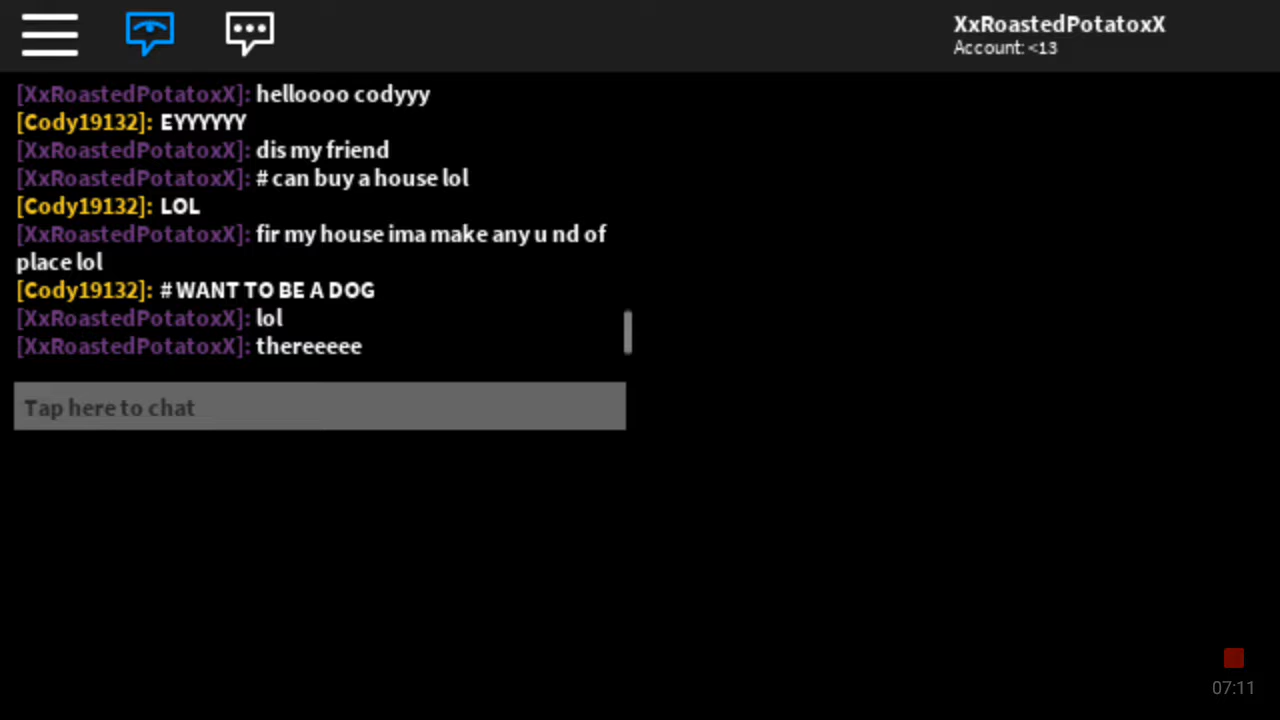 XxRoastedPotatoxX
Account: <13
[XxRoastedPotatoxX]: helloooo codyyy
[Cody19132]: EYYYYYY
[XxRoastedPotatoxX]: dis my friend
[XxRoastedPotatoxX]: # can buy a house lol
[Cody19132]: LOL
[XxRoastedPotatoxX]: fir my house ima make any u nd of
place lol
[Cody19132]: # WANT TO BE A DOG
[XxRoastedPotatoxX]: lol
[XxRoastedPotatoxX]: thereeeee
Tap here to chat
07:11